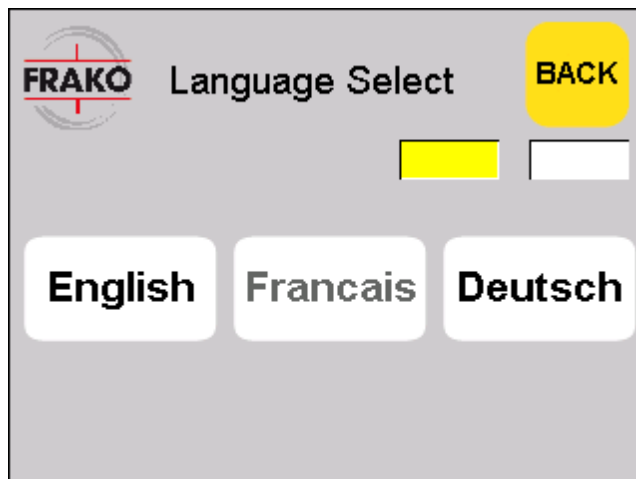 FRAKO
Language Select
BACK
English
Francais
Deutsch